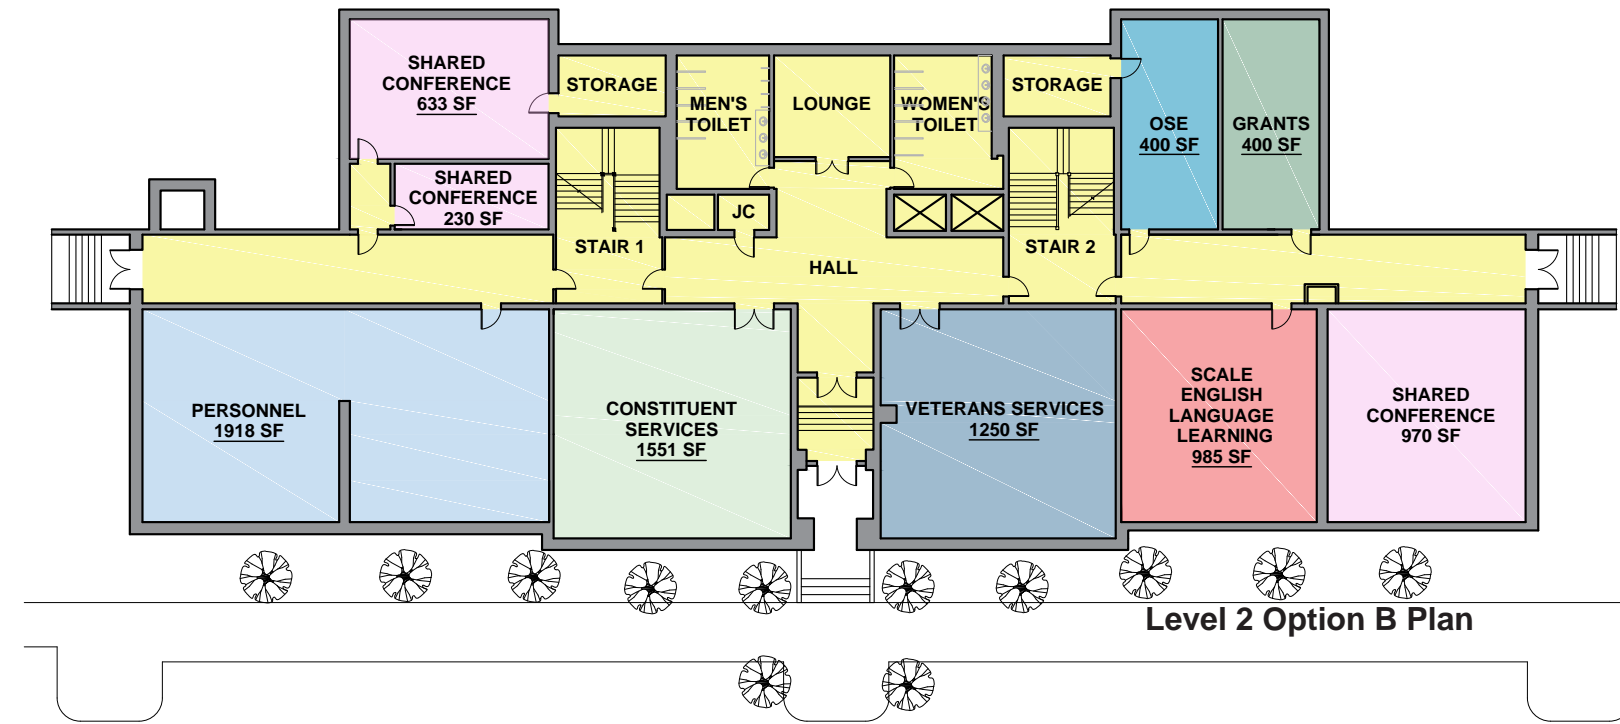 SHARED
CONFERENCE
633 SF
STORAGE
MEN'S
TOILET
LOUNGE
WOMEN'S
TOILET
STORAGE
OSE
400 SF
GRANTS
400 SF
SHARED
CONFERENCE
230 SF
JC
STAIR 1
HALL
STAIR 2
PERSONNEL
1918 SF
CONSTITUENT
SERVICES
1551 SF
VETERANS SERVICES
1250 SF
SCALE
ENGLISH
LANGUAGE
LEARNING
985 SF
SHARED
CONFERENCE
970 SF
Level 2 Option B Plan